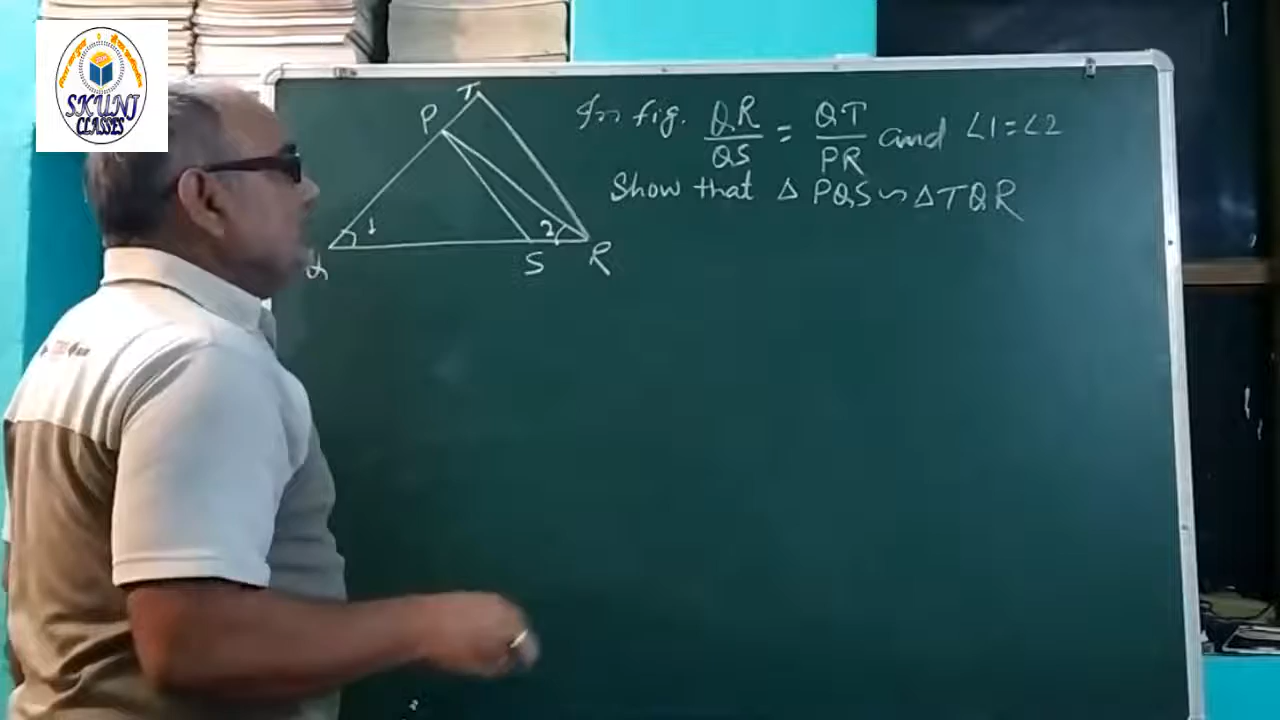 SKUNJ
CLASSES
In fig. QR/QS = QT/PR and ∠1=∠2
Show that Δ PQS ~ Δ TQR
T
P
1
2
Q
S
R